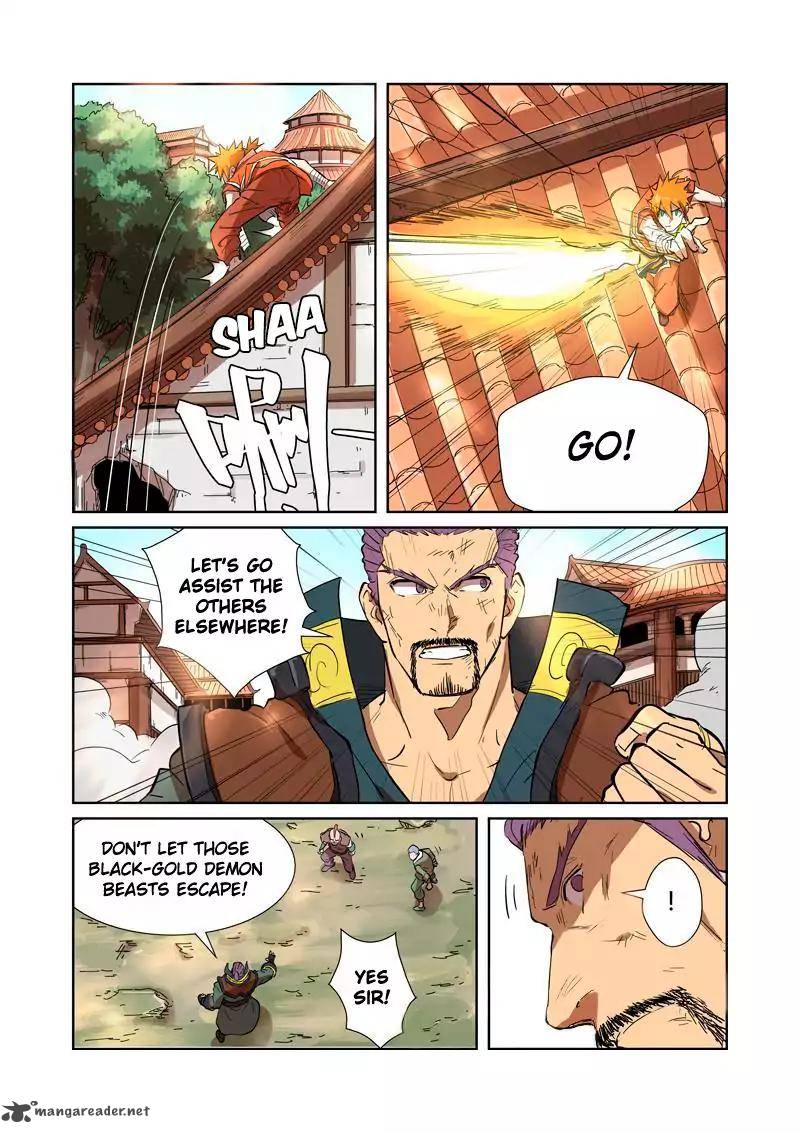 SHAA
GO!
LET'S GO
ASSIST THE
OTHERS
ELSEWHERE!
DON'T LET THOSE
BLACK-GOLD DEMON
BEASTS ESCAPE!
YES
SIR!
!
mangareader.net